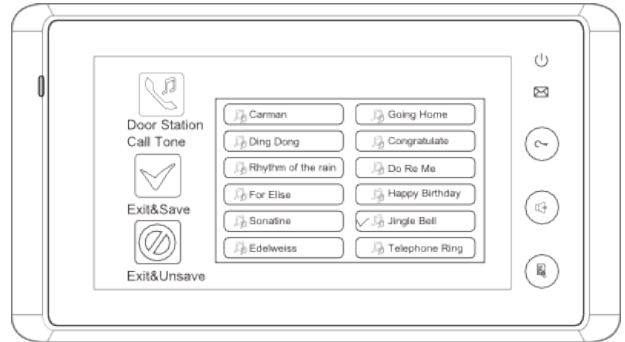 Door Station
Call Tone
Exit&Save
Exit&Unsave
Carman
Going Home
Ding Dong
Congratulate
Rhythm of the rain
Do Re Me
For Elise
Happy Birthday
Sonatine
Jingle Bell
Edelweiss
Telephone Ring